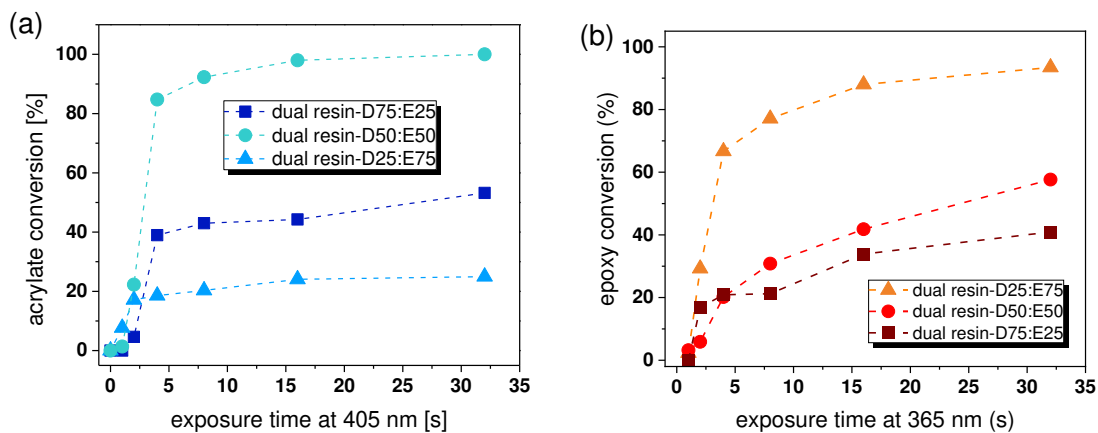 (a)
acrylate conversion [%]
100
80
60
40
20
0
dual resin-D75:E25
dual resin-D50:E50
dual resin-D25:E75
0 5 10 15 20 25 30 35
exposure time at 405 nm [s]
(b)
epoxy conversion (%)
100
80
60
40
20
0
dual resin-D25:E75
dual resin-D50:E50
dual resin-D75:E25
0 5 10 15 20 25 30 35
exposure time at 365 nm (s)